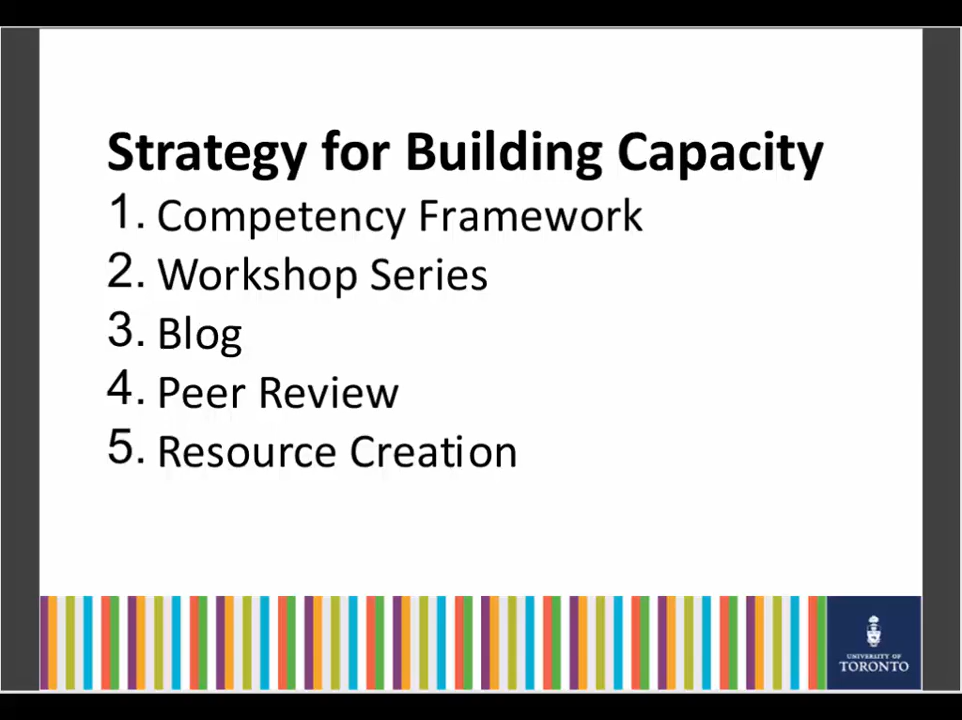 Strategy for Building Capacity
1. Competency Framework
2. Workshop Series
3. Blog
4. Peer Review
5. Resource Creation
UNIVERSITY OF
TORONTO